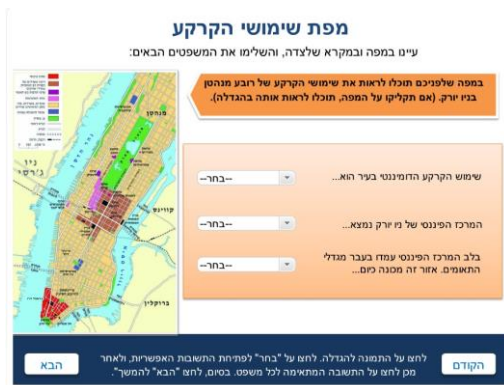 מפת שימושי הקרקע
עיינו במפה ובמקרא שלצדה, והשלימו את המשפטים הבאים:
במפה שלפניכם תוכלו לראות את שימושי הקרקע של רובע מנהטן
בניו יורק. (אם תקליקו על המפה, תוכלו לראות אותה בהגדלה).
מנהטן
ניו
ג'רסי
קווינס
ברוקלין
שימוש הקרקע הדומיננטי בעיר הוא...
--בחר--
המרכז הפיננסי של ניו יורק נמצא...
--בחר--
בלב המרכז הפיננסי עמדו בעבר מגדלי
התאומים. אזור זה מכונה כיום...
--בחר--
הקודם
לחצו על התמונה להגדלה. לחצו על "בחר" לפתיחת התשובות האפשריות, ולאחר
מכן לחצו על התשובה המתאימה לכל משפט. בסיום, לחצו "הבא" להמשך".
הבא